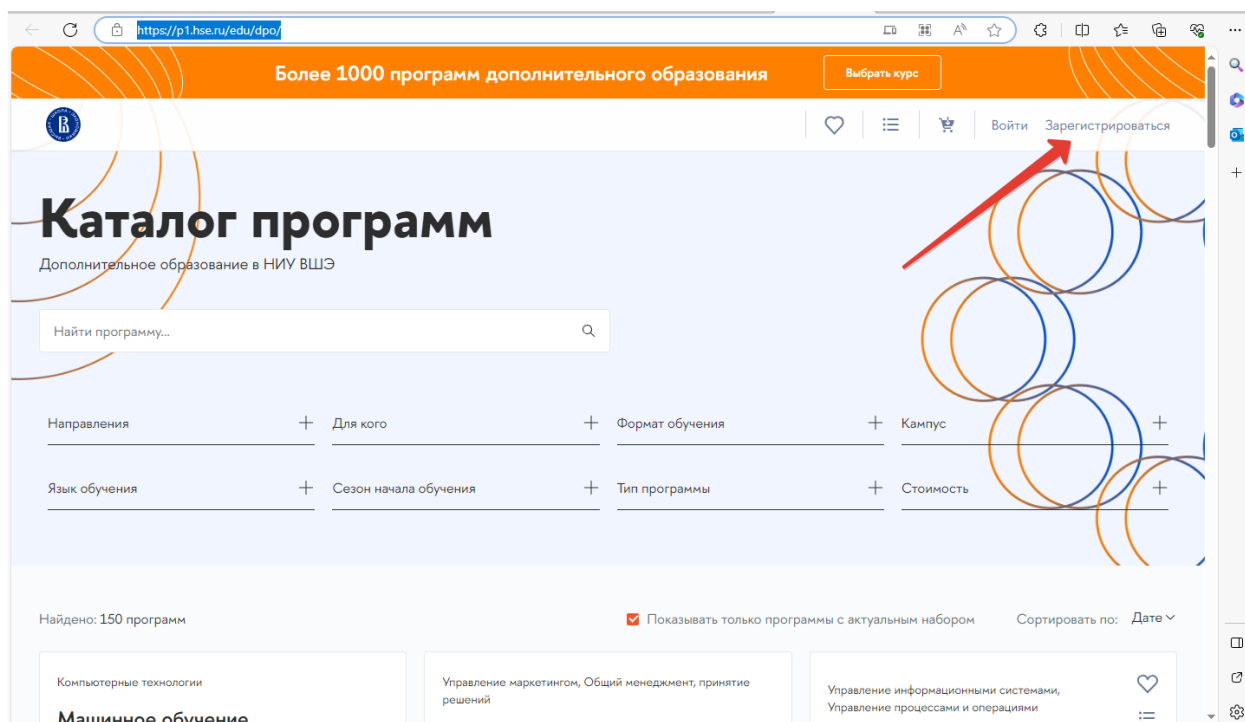 https://p1.hse.ru/edu/dpo/
Более 1000 программ дополнительного образования
Выбрать курс
Войти Зарегистрироваться
Каталог программ
Дополнительное образование в НИУ ВШЭ
Найти программу...
Направления Для кого Формат обучения Кампус
Язык обучения Сезон начала обучения Тип программы Стоимость
Найдено: 150 программ Показывать только программы с актуальным набором Сортировать по: Дате
Компьютерные технологии
Машинное обучение
Управление маркетингом, Общий менеджмент, принятие
решений
Управление информационными системами,
Управление процессами и операциями